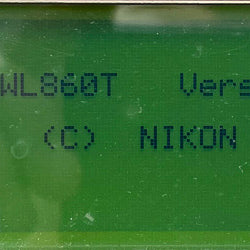 WL860T Vers
(C) NIKON